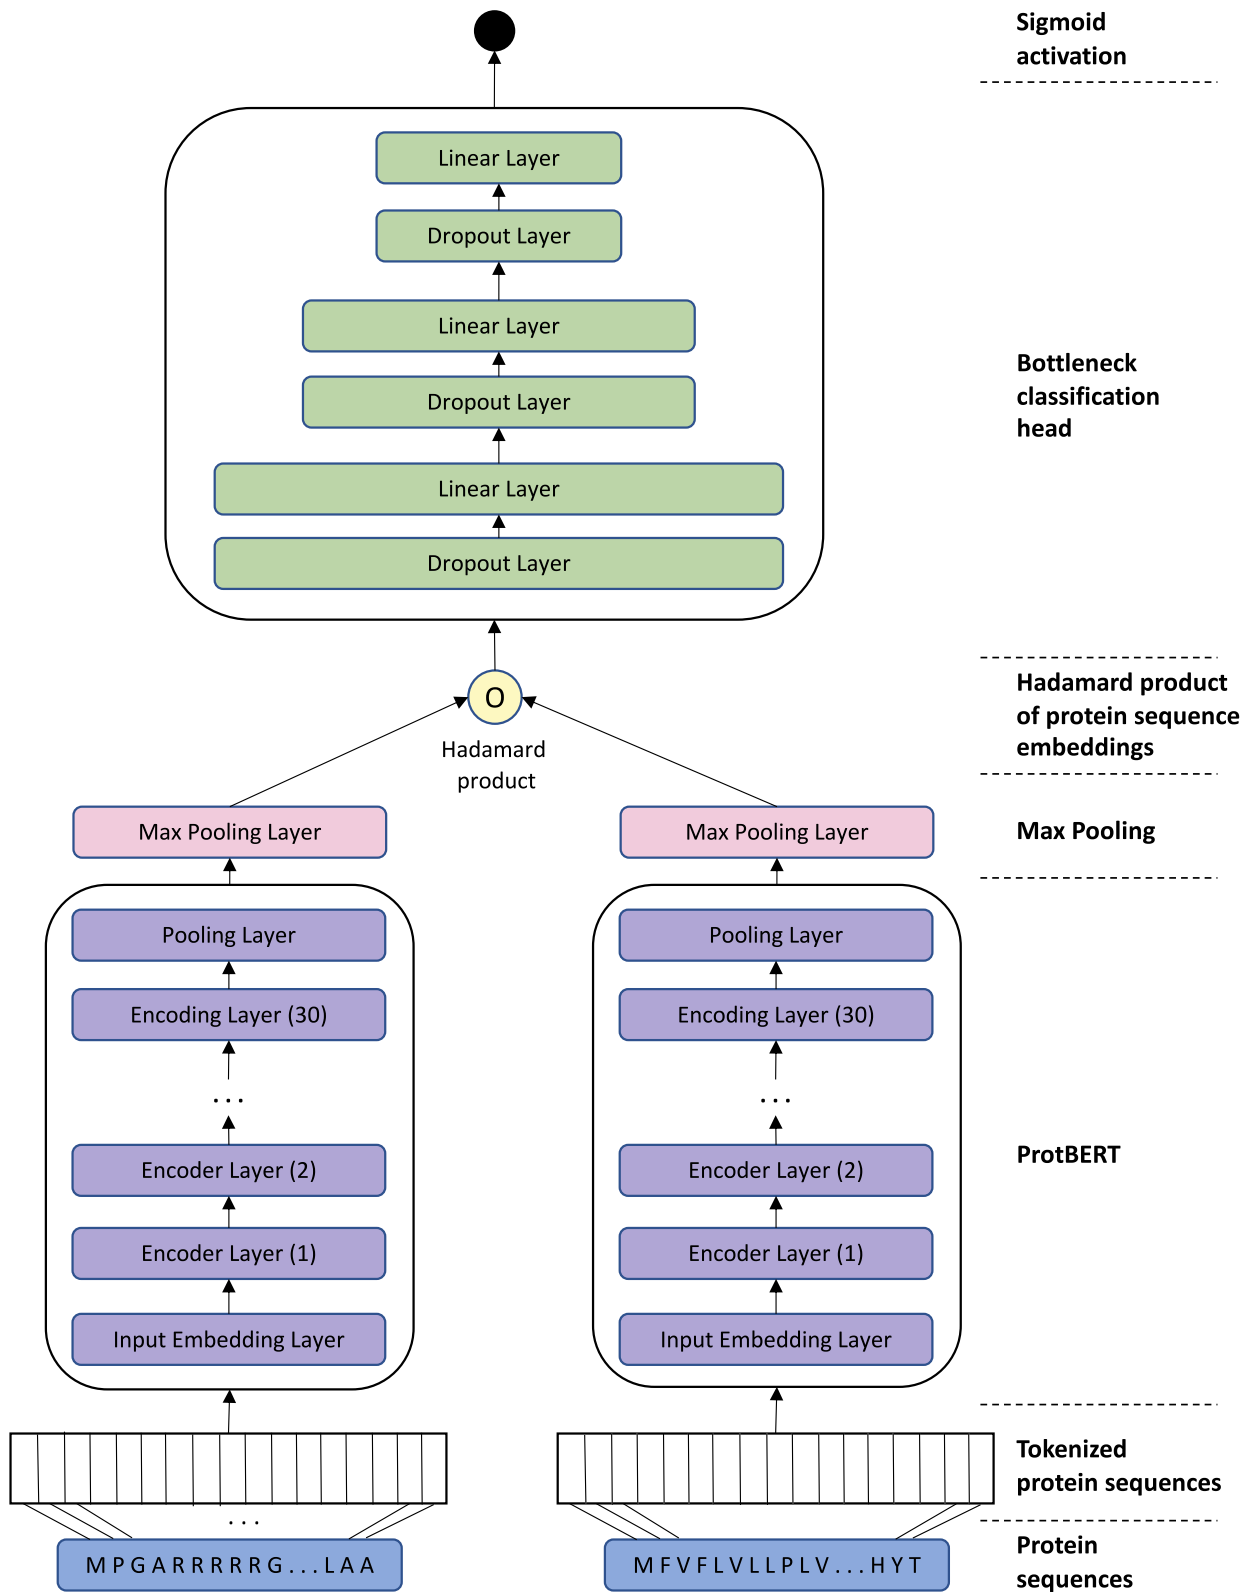 Sigmoid
activation
Linear Layer
Dropout Layer
Linear Layer
Dropout Layer
Linear Layer
Dropout Layer
Bottleneck
classification
head
O
Hadamard
product
Hadamard product
of protein sequence
embeddings
Max Pooling Layer
Max Pooling Layer
Max Pooling
Pooling Layer
Encoding Layer (30)
...
Encoder Layer (2)
Encoder Layer (1)
Input Embedding Layer
Pooling Layer
Encoding Layer (30)
...
Encoder Layer (2)
Encoder Layer (1)
Input Embedding Layer
ProtBERT
Tokenized
protein sequences
...
M P G A R R R R R G . . . L A A
M F V F L V L L P L V . . . H Y T
Protein
sequences